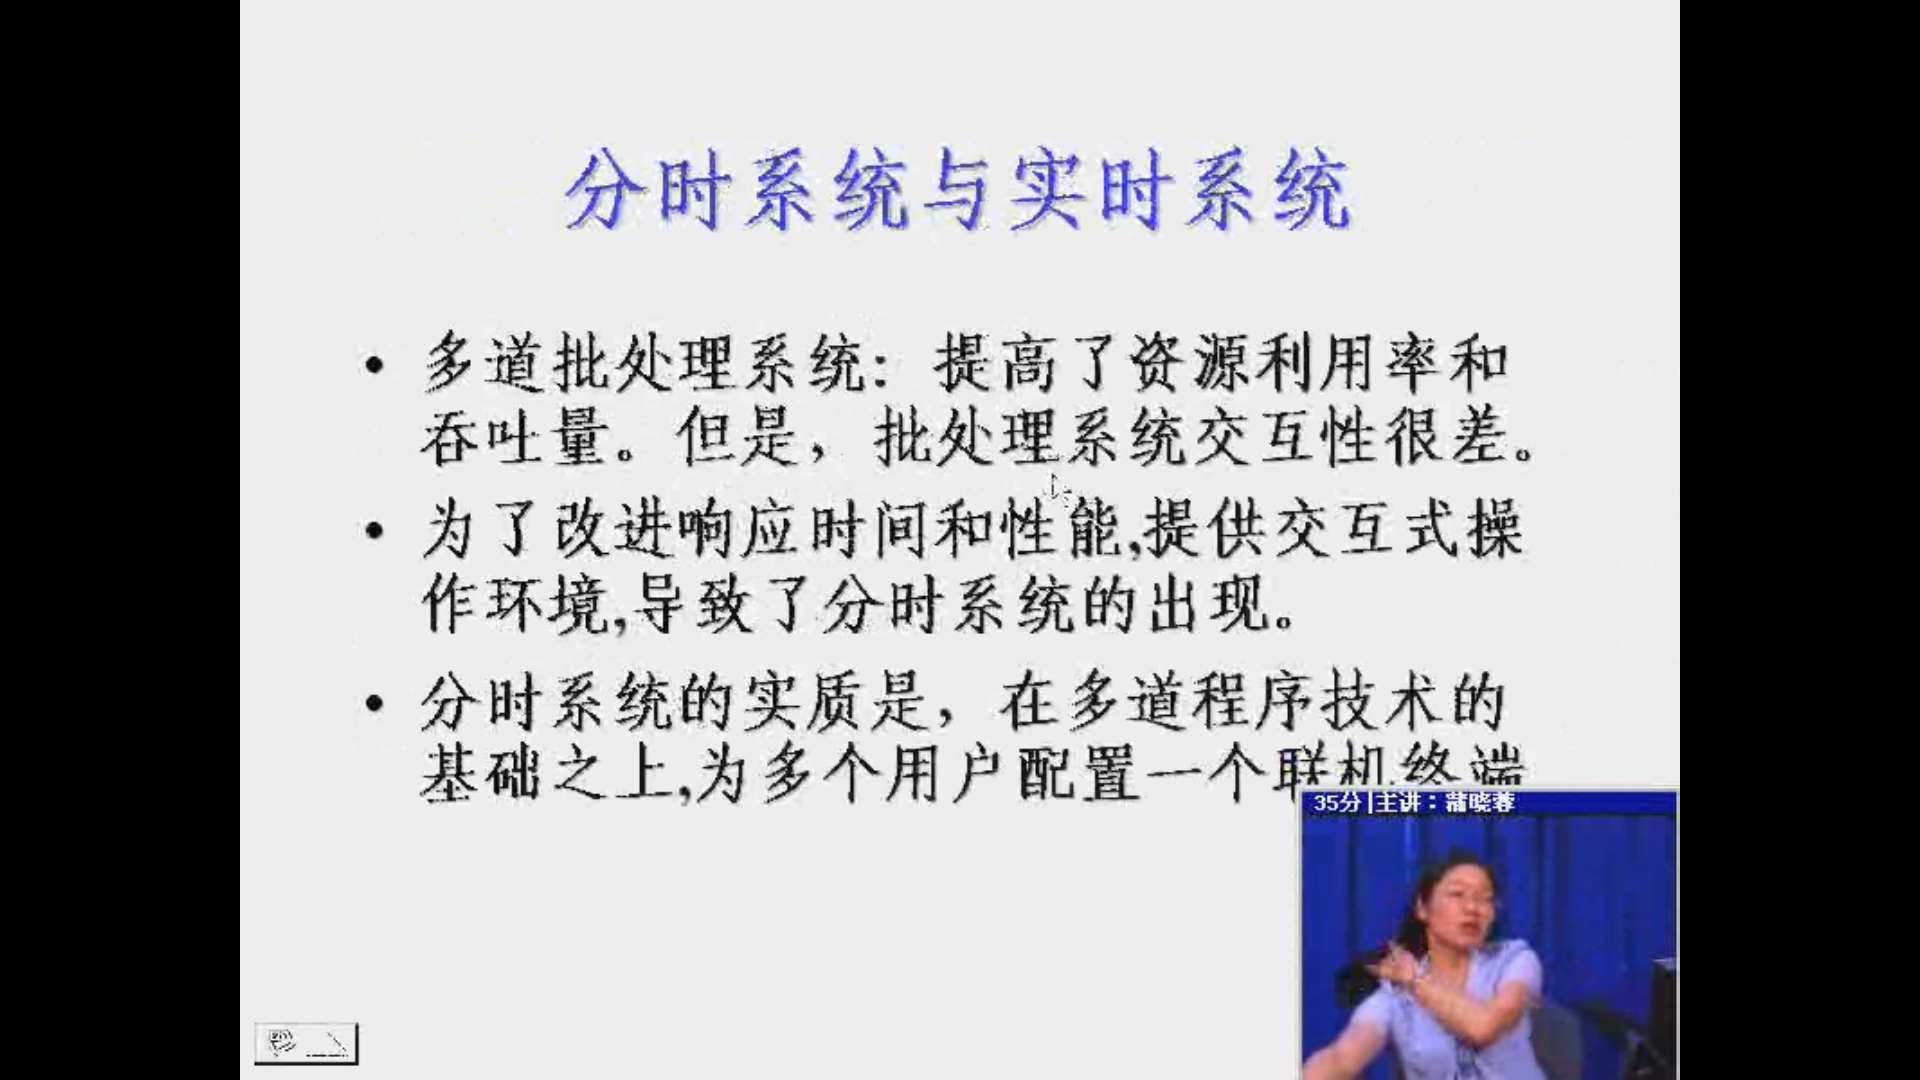 分时系统与实时系统
• 多道批处理系统：提高了资源利用率和
吞吐量。但是，批处理系统交互性很差。
• 为了改进响应时间和性能,提供交互式操
作环境,导致了分时系统的出现。
• 分时系统的实质是，在多道程序技术的
基础之上,为多个用户配置一个联机终端
35分|主讲：蒲晓蓉